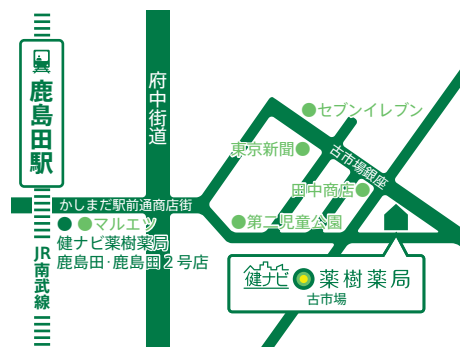 鹿島田駅
府中街道
セブンイレブン
東京新聞
古市場銀座
田中商店
かしまだ駅前通商店街
マルエツ
第二児童公園
健ナビ薬樹薬局
鹿島田・鹿島田2号店
JR南武線
健ナビ 薬樹薬局
古市場